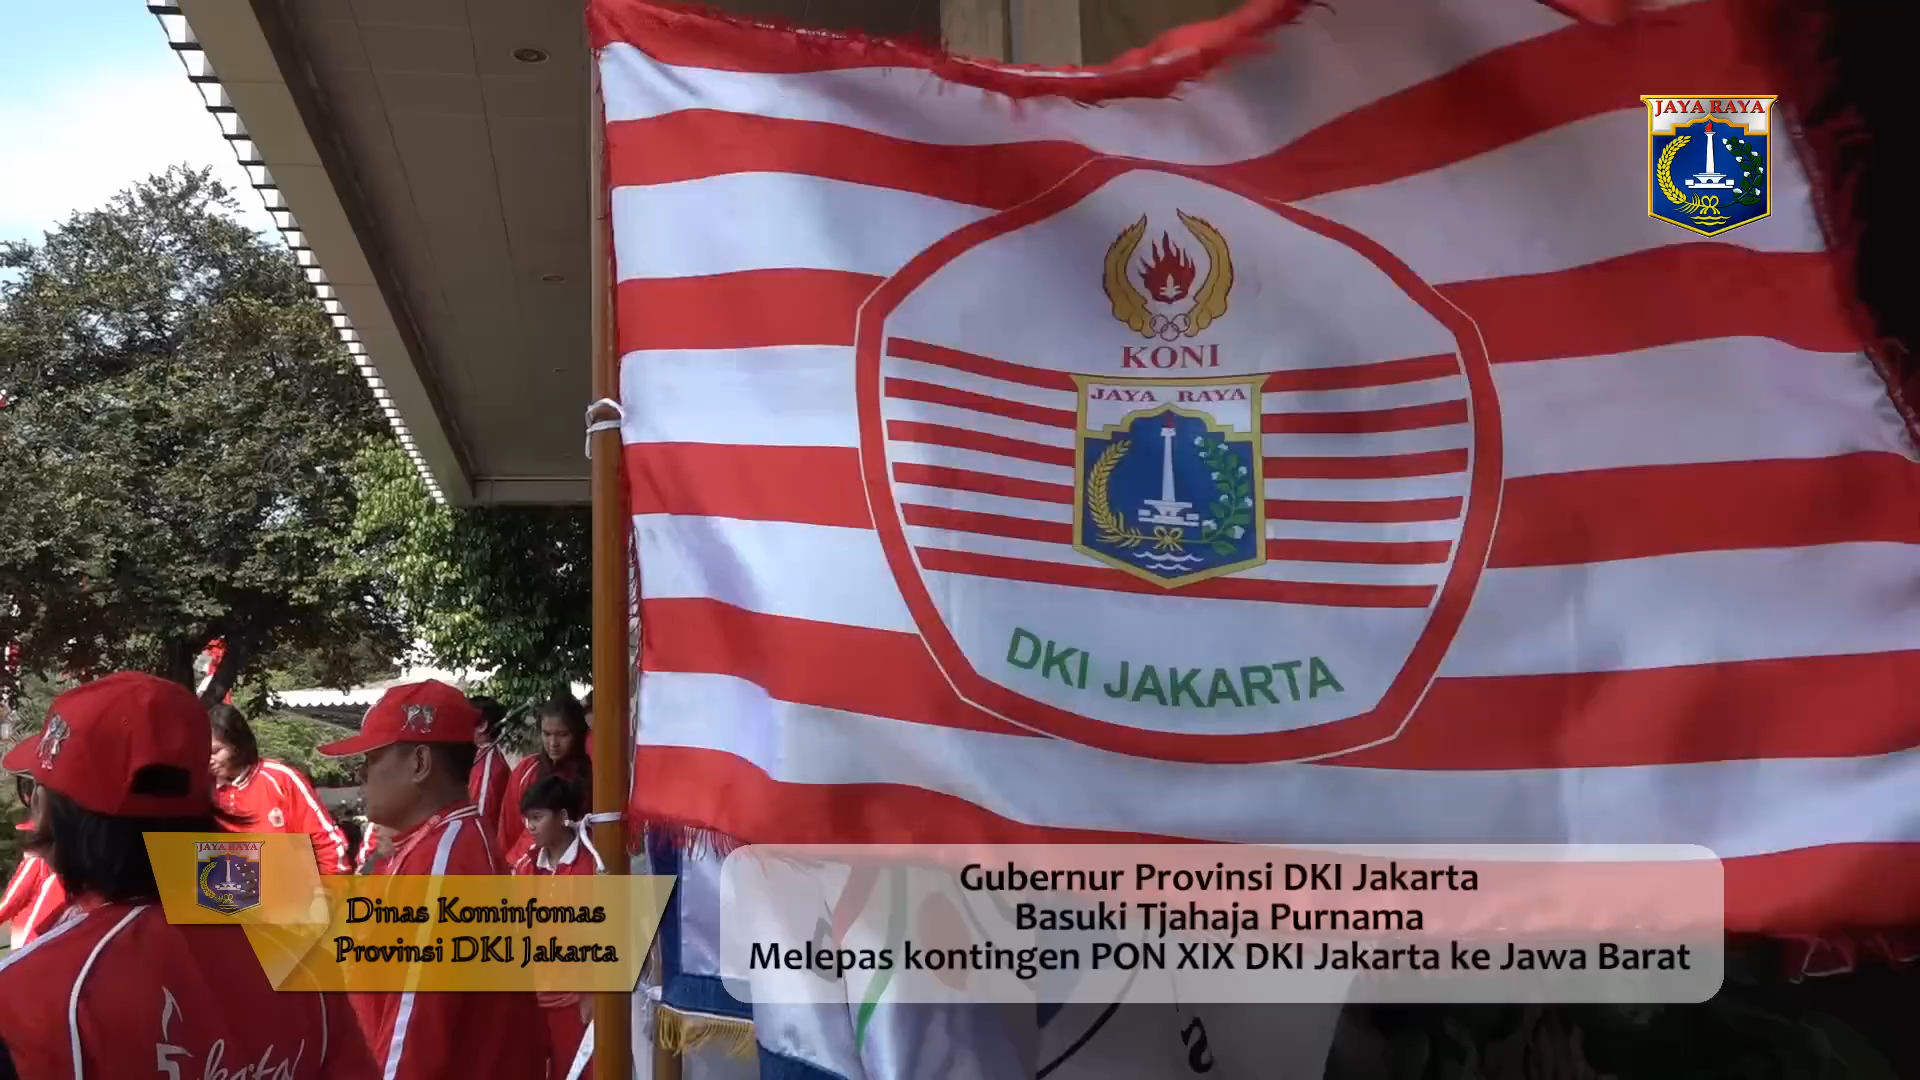 JAYA RAYA
KONI
JAYA RAYA
DKI JAKARTA
JAYA RAYA
Dinas Kominfomas
Provinsi DKI Jakarta
Gubernur Provinsi DKI Jakarta
Basuki Tjahaja Purnama
Melepas kontingen PON XIX DKI Jakarta ke Jawa Barat